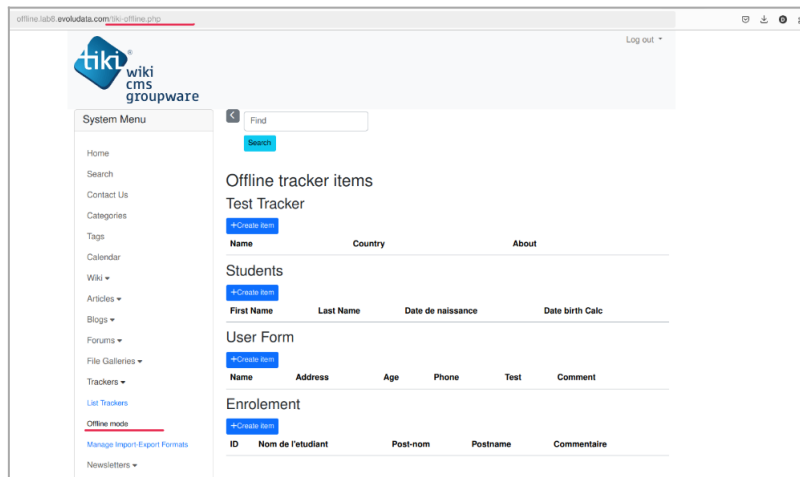 offline.lab8.evoludata.com/tiki-offline.php
Log out
tiki
wiki
cms
groupware
System Menu
Find
Search
Home
Search
Contact Us
Categories
Tags
Calendar
Wiki
Articles
Blogs
Forums
File Galleries
Trackers
List Trackers
Offline mode
Manage Import-Export Formats
Newsletters
Offline tracker items
Test Tracker
+Create item
Name Country About
Students
+Create item
First Name Last Name Date de naissance Date birth Calc
User Form
+Create item
Name Address Age Phone Test Comment
Enrolement
+Create item
ID Nom de l'etudiant Post-nom Postname Commentaire